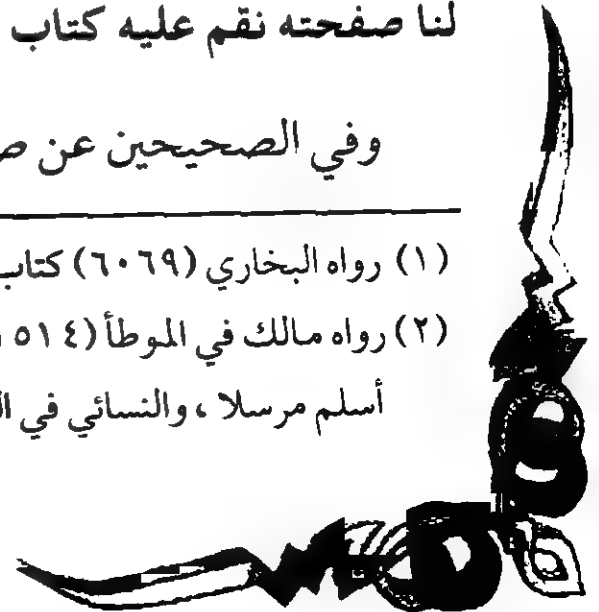 لنا صفحته نقم عليه كتاب
وفي الصحيحين عن
(١) رواه البخاري (٦٠٦٩) كتاب
(٢) رواه مالك في الموطأ (٥١٤
أسلم مرسلا ، والنسائي في